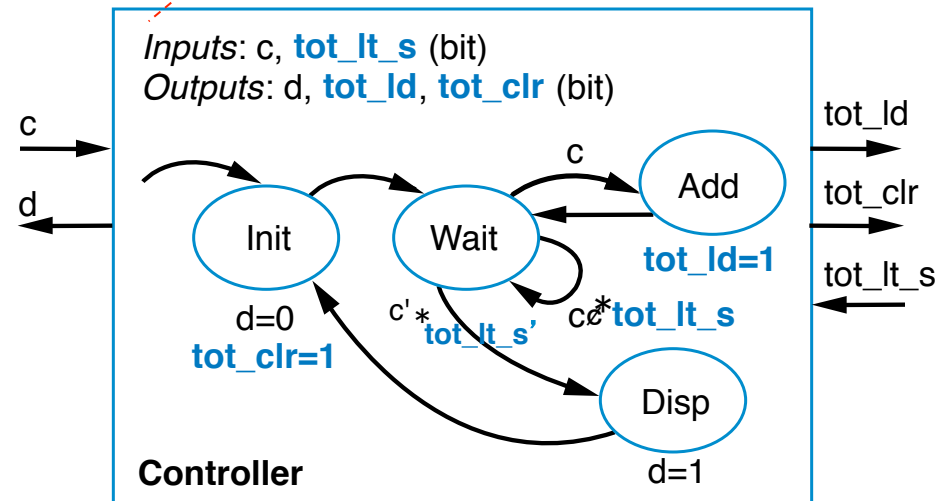 Inputs: c, tot_lt_s (bit)
Outputs: d, tot_ld, tot_clr (bit)
c
d
tot_ld
tot_clr
tot_lt_s
c
Add
Init
Wait
tot_ld=1
d=0
tot_clr=1
c' * tot_lt_s’
c¢* tot_lt_s
Disp
d=1
Controller